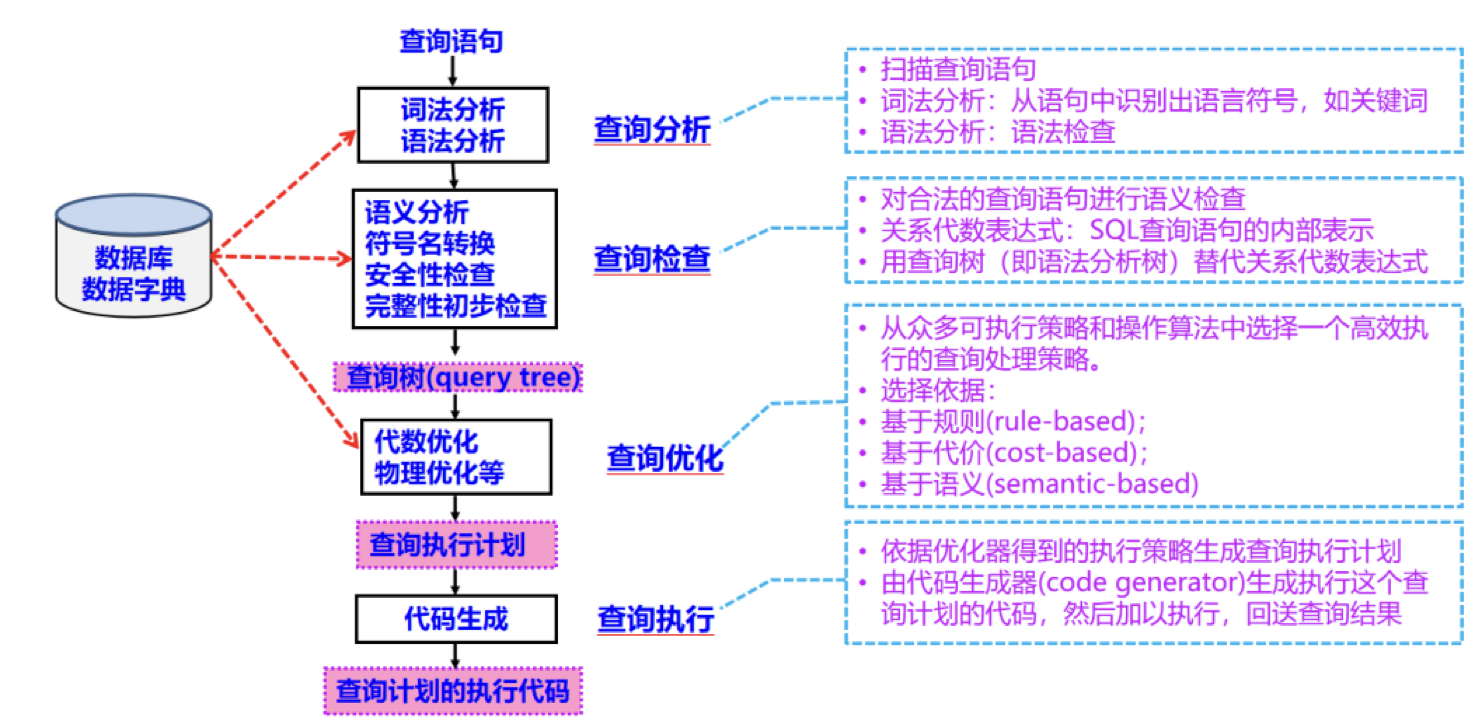 查询语句
词法分析
语法分析
查询分析
• 扫描查询语句
• 词法分析：从语句中识别出语言符号，如关键词
• 语法分析：语法检查
数据库
数据字典
语义分析
符号名转换
安全性检查
完整性初步检查
查询检查
• 对合法的查询语句进行语义检查
• 关系代数表达式：SQL查询语句的内部表示
• 用查询树（即语法分析树）替代关系代数表达式
查询树(query tree)
代数优化
物理优化等
查询优化
• 从众多可执行策略和操作算法中选择一个高效执
行的查询处理策略。
• 选择依据：
• 基于规则(rule-based)；
• 基于代价(cost-based)；
• 基于语义(semantic-based)
查询执行计划
代码生成
查询执行
• 依据优化器得到的执行策略生成查询执行计划
• 由代码生成器(code generator)生成执行这个查
询计划的代码，然后加以执行，回送查询结果
查询计划的执行代码